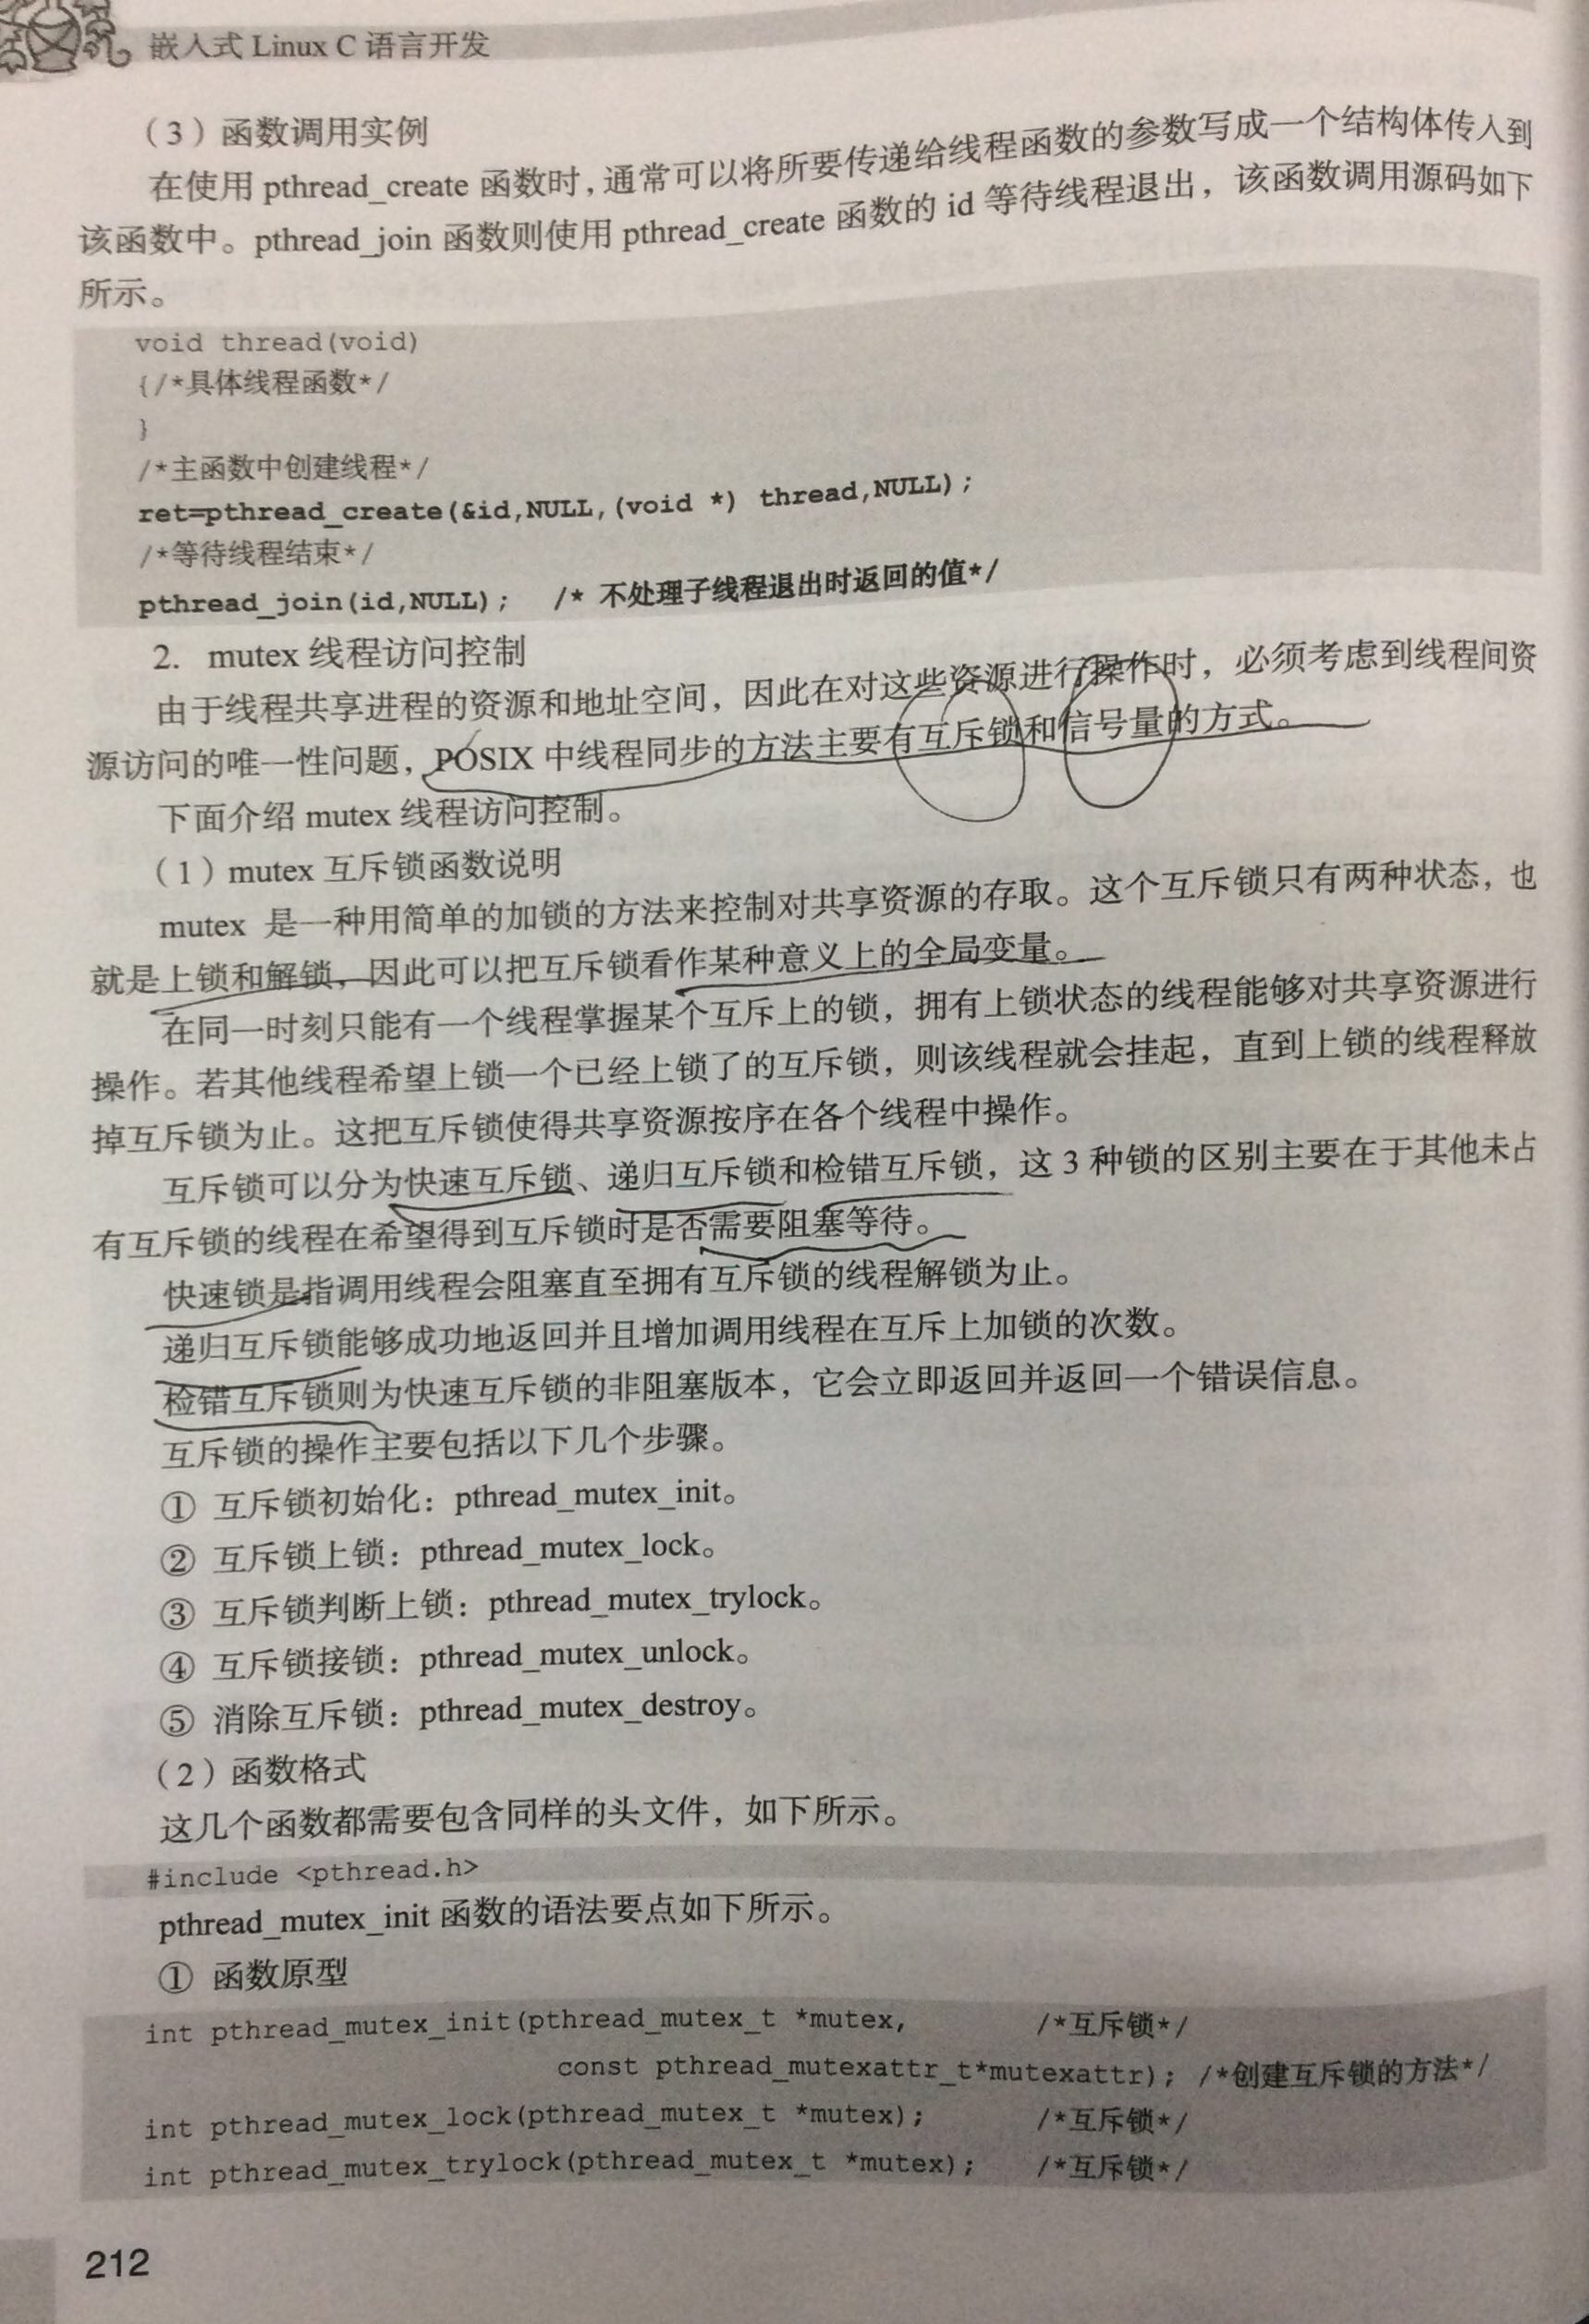 嵌入式 Linux C 语言开发
（3）函数调用实例
在使用 pthread_create 函数时，通常可以将所要传递给线程函数的参数写成一个结构体传入到
该函数中。pthread_join 函数则使用 pthread_create 函数的 id 等待线程退出，该函数调用源码如下
所示。
void thread(void)
{/*具体线程函数*/
}
/*主函数中创建线程*/
ret=pthread_create(&id,NULL,(void *) thread,NULL);
/*等待线程结束*/
pthread_join(id,NULL); /* 不处理子线程退出时返回的值*/
2. mutex 线程访问控制
由于线程共享进程的资源和地址空间，因此在对这些资源进行操作时，必须考虑到线程间资
源访问的唯一性问题，POSIX 中线程同步的方法主要有互斥锁和信号量的方式。
下面介绍 mutex 线程访问控制。
（1）mutex 互斥锁函数说明
mutex 是一种用简单的加锁的方法来控制对共享资源的存取。这个互斥锁只有两种状态，也
就是上锁和解锁，因此可以把互斥锁看作某种意义上的全局变量。
在同一时刻只能有一个线程掌握某个互斥上的锁，拥有上锁状态的线程能够对共享资源进行
操作。若其他线程希望上锁一个已经上锁了的互斥锁，则该线程就会挂起，直到上锁的线程释放
掉互斥锁为止。这把互斥锁使得共享资源按序在各个线程中操作。
互斥锁可以分为快速互斥锁、递归互斥锁和检错互斥锁，这 3 种锁的区别主要在于其他未占
有互斥锁的线程在希望得到互斥锁时是否需要阻塞等待。
快速锁是指调用线程会阻塞直至拥有互斥锁的线程解锁为止。
递归互斥锁能够成功地返回并且增加调用线程在互斥上加锁的次数。
检错互斥锁则为快速互斥锁的非阻塞版本，它会立即返回并返回一个错误信息。
互斥锁的操作主要包括以下几个步骤。
① 互斥锁初始化：pthread_mutex_init。
② 互斥锁上锁：pthread_mutex_lock。
③ 互斥锁判断上锁：pthread_mutex_trylock。
④ 互斥锁接锁：pthread_mutex_unlock。
⑤ 消除互斥锁：pthread_mutex_destroy。
（2）函数格式
这几个函数都需要包含同样的头文件，如下所示。
#include <pthread.h>
pthread_mutex_init 函数的语法要点如下所示。
① 函数原型
int pthread_mutex_init(pthread_mutex_t *mutex, /*互斥锁*/
const pthread_mutexattr_t*mutexattr); /*创建互斥锁的方法*/
int pthread_mutex_lock(pthread_mutex_t *mutex); /*互斥锁*/
int pthread_mutex_trylock(pthread_mutex_t *mutex); /*互斥锁*/
212